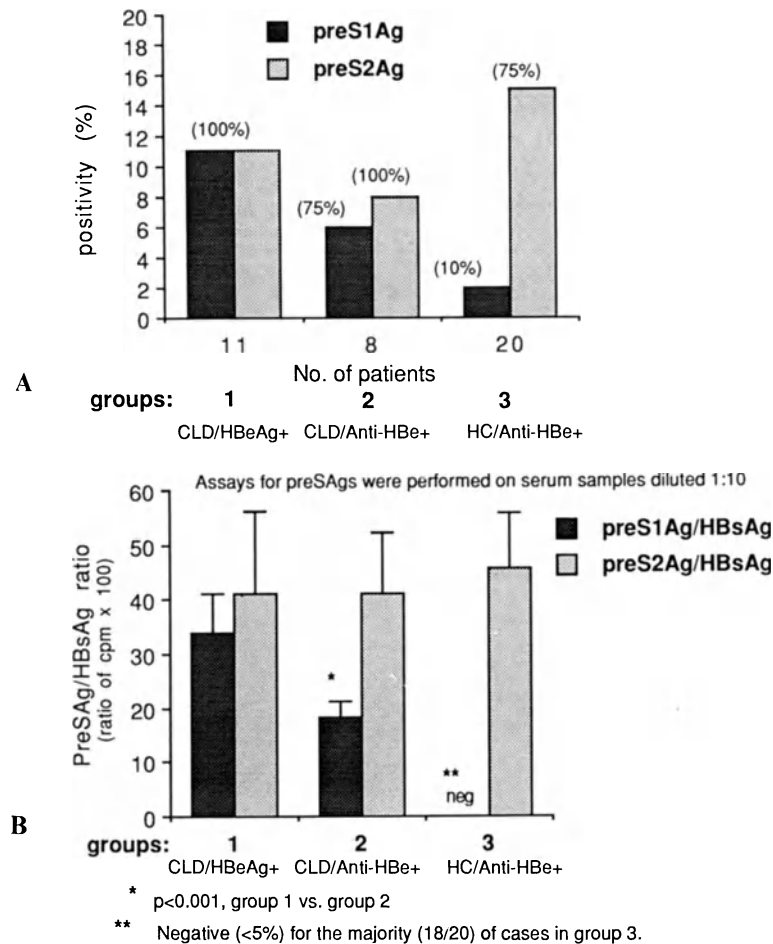 20
18
16
14
12
10
8
6
4
2
0
positivity (%)
preS1Ag
preS2Ag
(100%)
(75%)
(100%)
(10%)
(75%)
11 8 20
No. of patients
A
groups: 1 2 3
CLD/HBeAg+ CLD/Anti-HBe+ HC/Anti-HBe+
Assays for preSAgs were performed on serum samples diluted 1:10
60
50
40
30
20
10
0
PreSAg/HBsAg ratio
(ratio of cpm x 100)
preS1Ag/HBsAg
preS2Ag/HBsAg
*
**
neg
B
groups: 1 2 3
CLD/HBeAg+ CLD/Anti-HBe+ HC/Anti-HBe+
* p<0.001, group 1 vs. group 2
** Negative (<5%) for the majority (18/20) of cases in group 3.